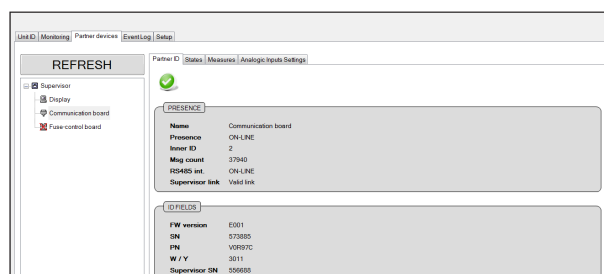 Unit ID Monitoring Partner devices Event Log Setup
REFRESH
Supervisor
Display
Communication board
Fuse-control board
Partner ID States Measures Analogic Inputs Settings
PRESENCE
Name Communication board
Presence ON-LINE
Inner ID 2
Msg count 37940
RS485 int. ON-LINE
Supervisor link Valid link
ID FIELDS
FW version E001
SN 573885
PN V0R97C
W / Y 3011
Supervisor SN 556688